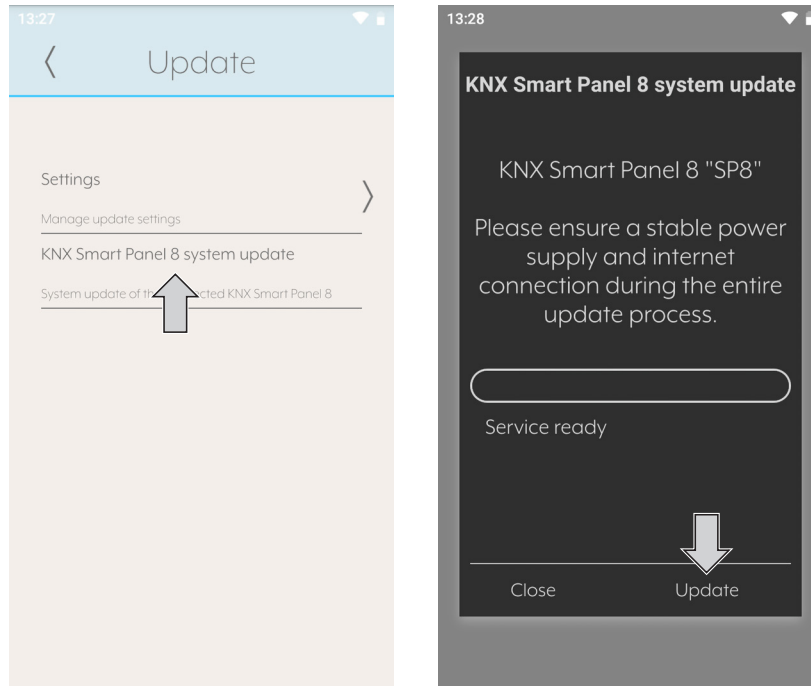 13:27
Update
Settings
Manage update settings
KNX Smart Panel 8 system update
System update of th cted KNX Smart Panel 8
13:28
KNX Smart Panel 8 system update
KNX Smart Panel 8 "SP8"
Please ensure a stable power
supply and internet
connection during the entire
update process.
Service ready
Close
Update